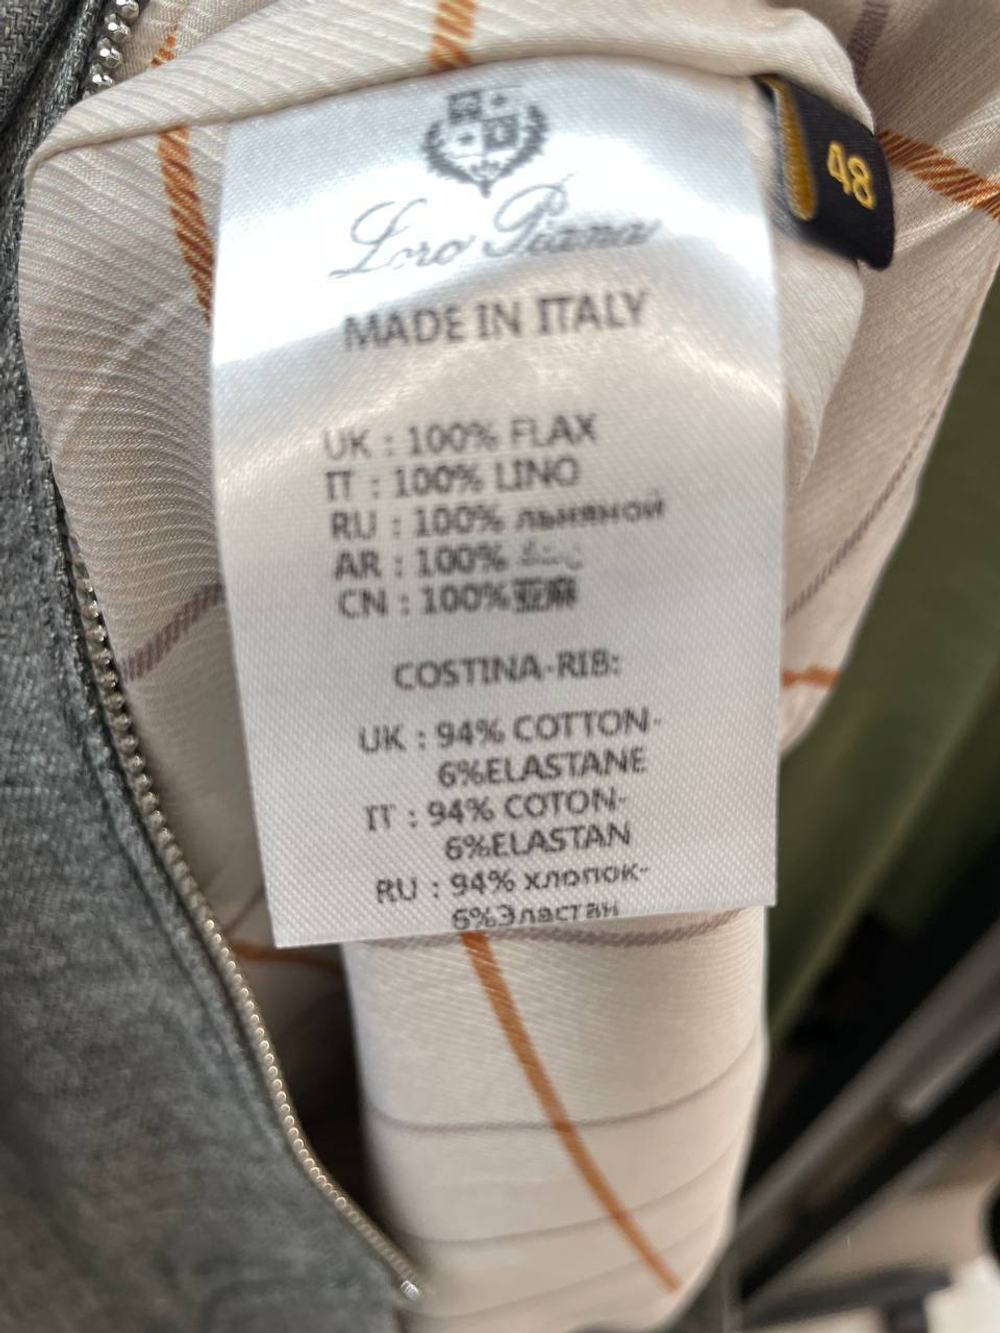 Loro Piana
48
MADE IN ITALY
UK : 100% FLAX
IT : 100% LINO
RU : 100% льняной
AR : 100%
CN : 100%亚麻
COSTINA-RIB:
UK : 94% COTTON-
6%ELASTANE
IT : 94% COTON-
6%ELASTAN
RU : 94% хлопок-
6%Эластан